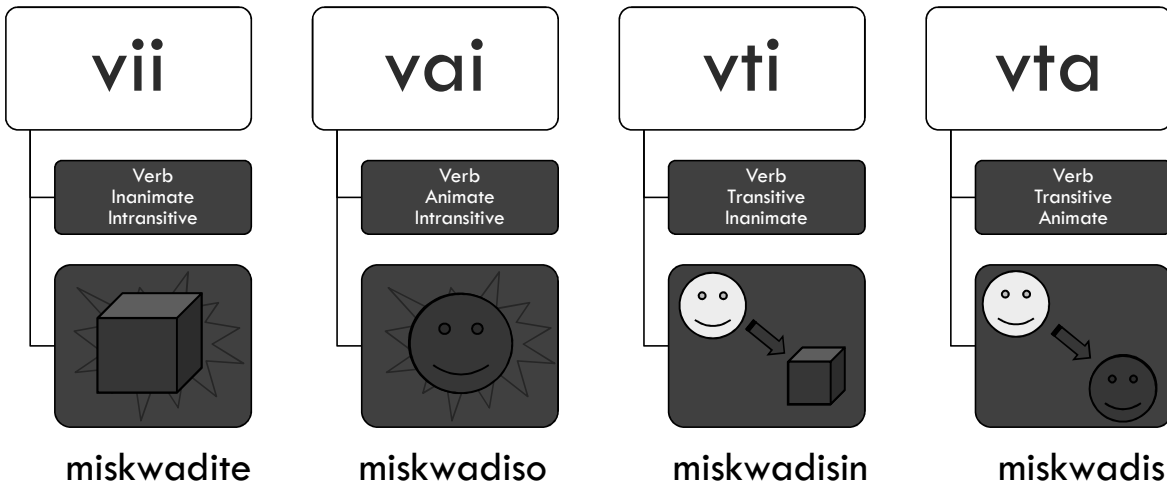 vii
Verb
Inanimate
Intransitive
miskwadite
vai
Verb
Animate
Intransitive
miskwadiso
vti
Verb
Transitive
Inanimate
miskwadisin
vta
Verb
Transitive
Animate
miskwadis